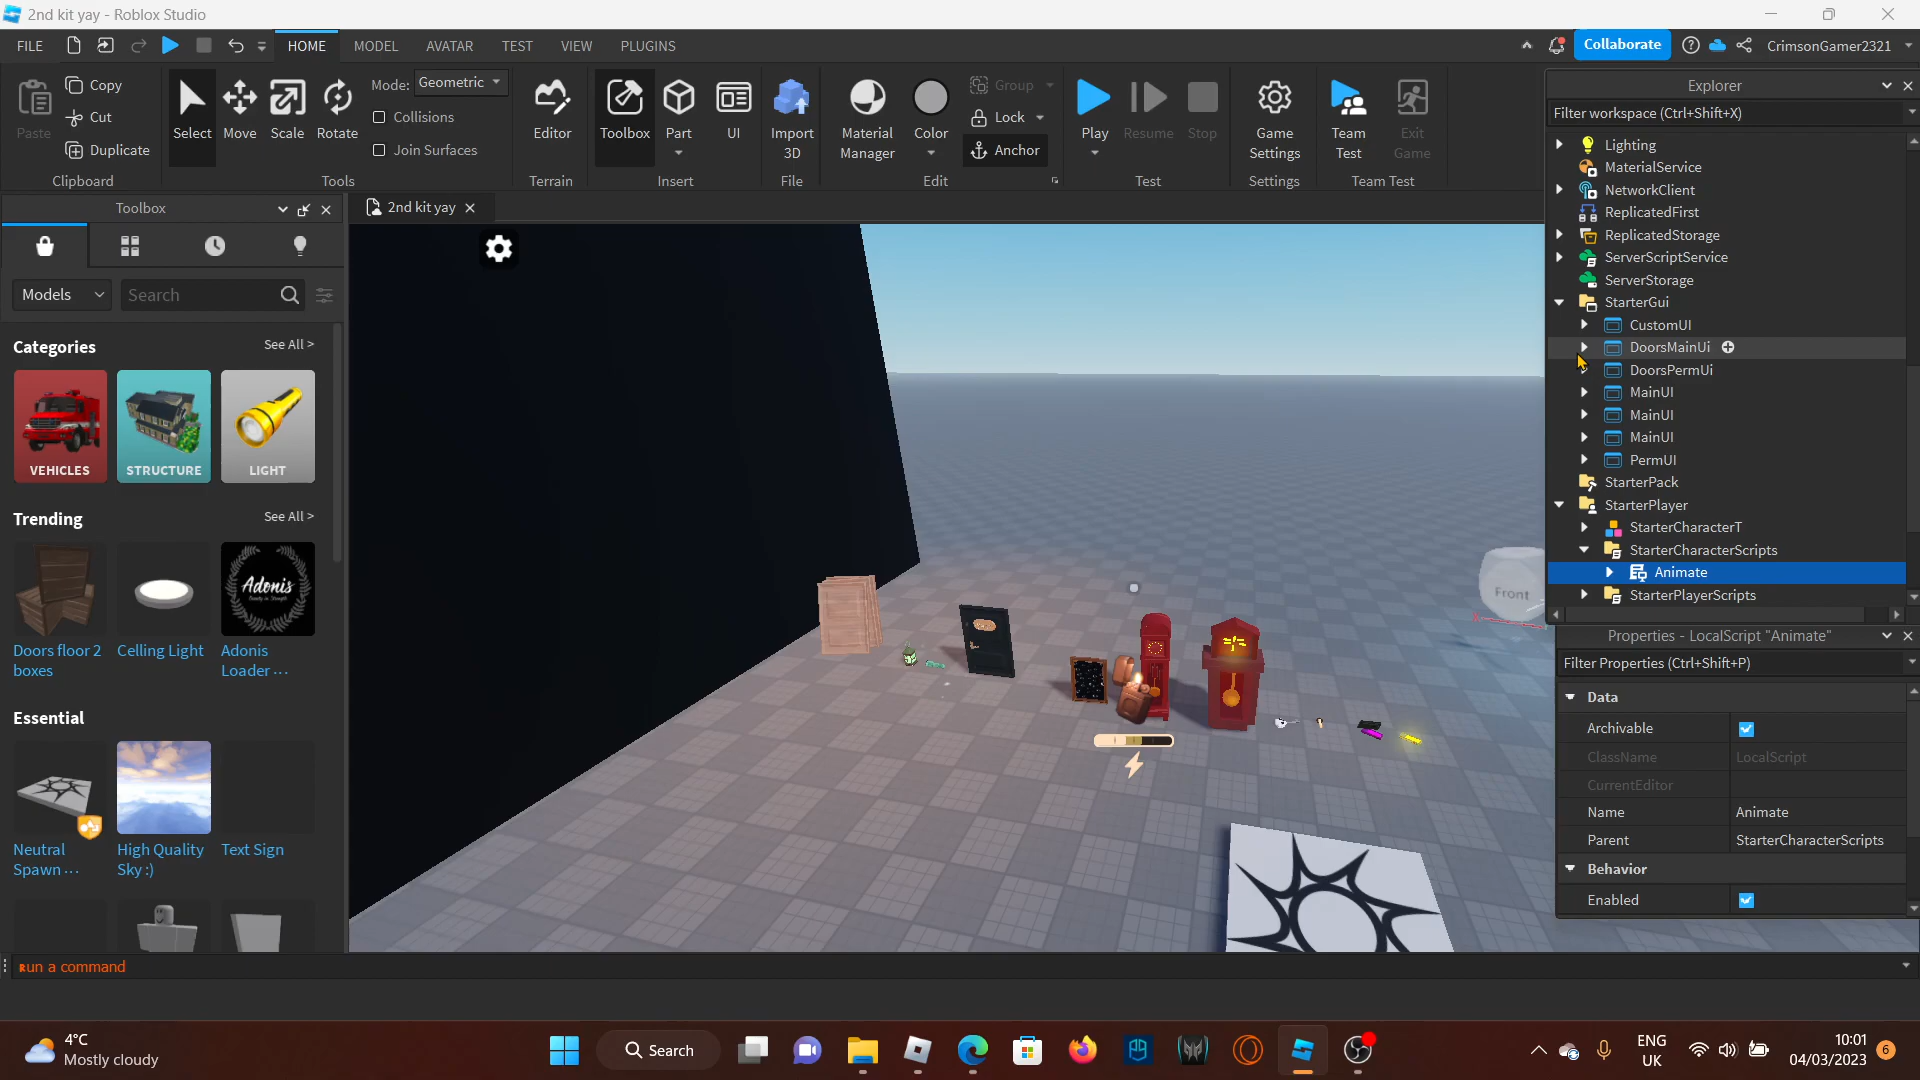 2nd kit yay - Roblox Studio
FILE
HOME
MODEL
AVATAR
TEST
VIEW
PLUGINS
Collaborate
CrimsonGamer2321
Paste
Copy
Cut
Duplicate
Clipboard
Select
Move
Scale
Rotate
Mode:
Geometric
Collisions
Join Surfaces
Tools
Editor
Terrain
Toolbox
Part
UI
Insert
Import
3D
File
Material
Manager
Color
Group
Lock
Anchor
Edit
Play
Resume
Stop
Test
Game
Settings
Settings
Team
Test
Exit
Game
Team Test
Toolbox
Models
Search
Categories
See All >
VEHICLES
STRUCTURE
LIGHT
Trending
See All >
Adonis
Doors floor 2
boxes
Celling Light
Adonis
Loader ...
Essential
Neutral
Spawn ...
High Quality
Sky :)
Text Sign
2nd kit yay
Front
Explorer
Filter workspace (Ctrl+Shift+X)
Lighting
MaterialService
NetworkClient
ReplicatedFirst
ReplicatedStorage
ServerScriptService
ServerStorage
StarterGui
CustomUI
DoorsMainUi
DoorsPermUi
MainUI
MainUI
MainUI
PermUI
StarterPack
StarterPlayer
StarterCharacterT
StarterCharacterScripts
Animate
StarterPlayerScripts
Properties - LocalScript "Animate"
Filter Properties (Ctrl+Shift+P)
Data
Archivable
ClassName
LocalScript
CurrentEditor
Name
Animate
Parent
StarterCharacterScripts
Behavior
Enabled
Run a command
4°C
Mostly cloudy
Search
ENG
UK
10:01
04/03/2023
6